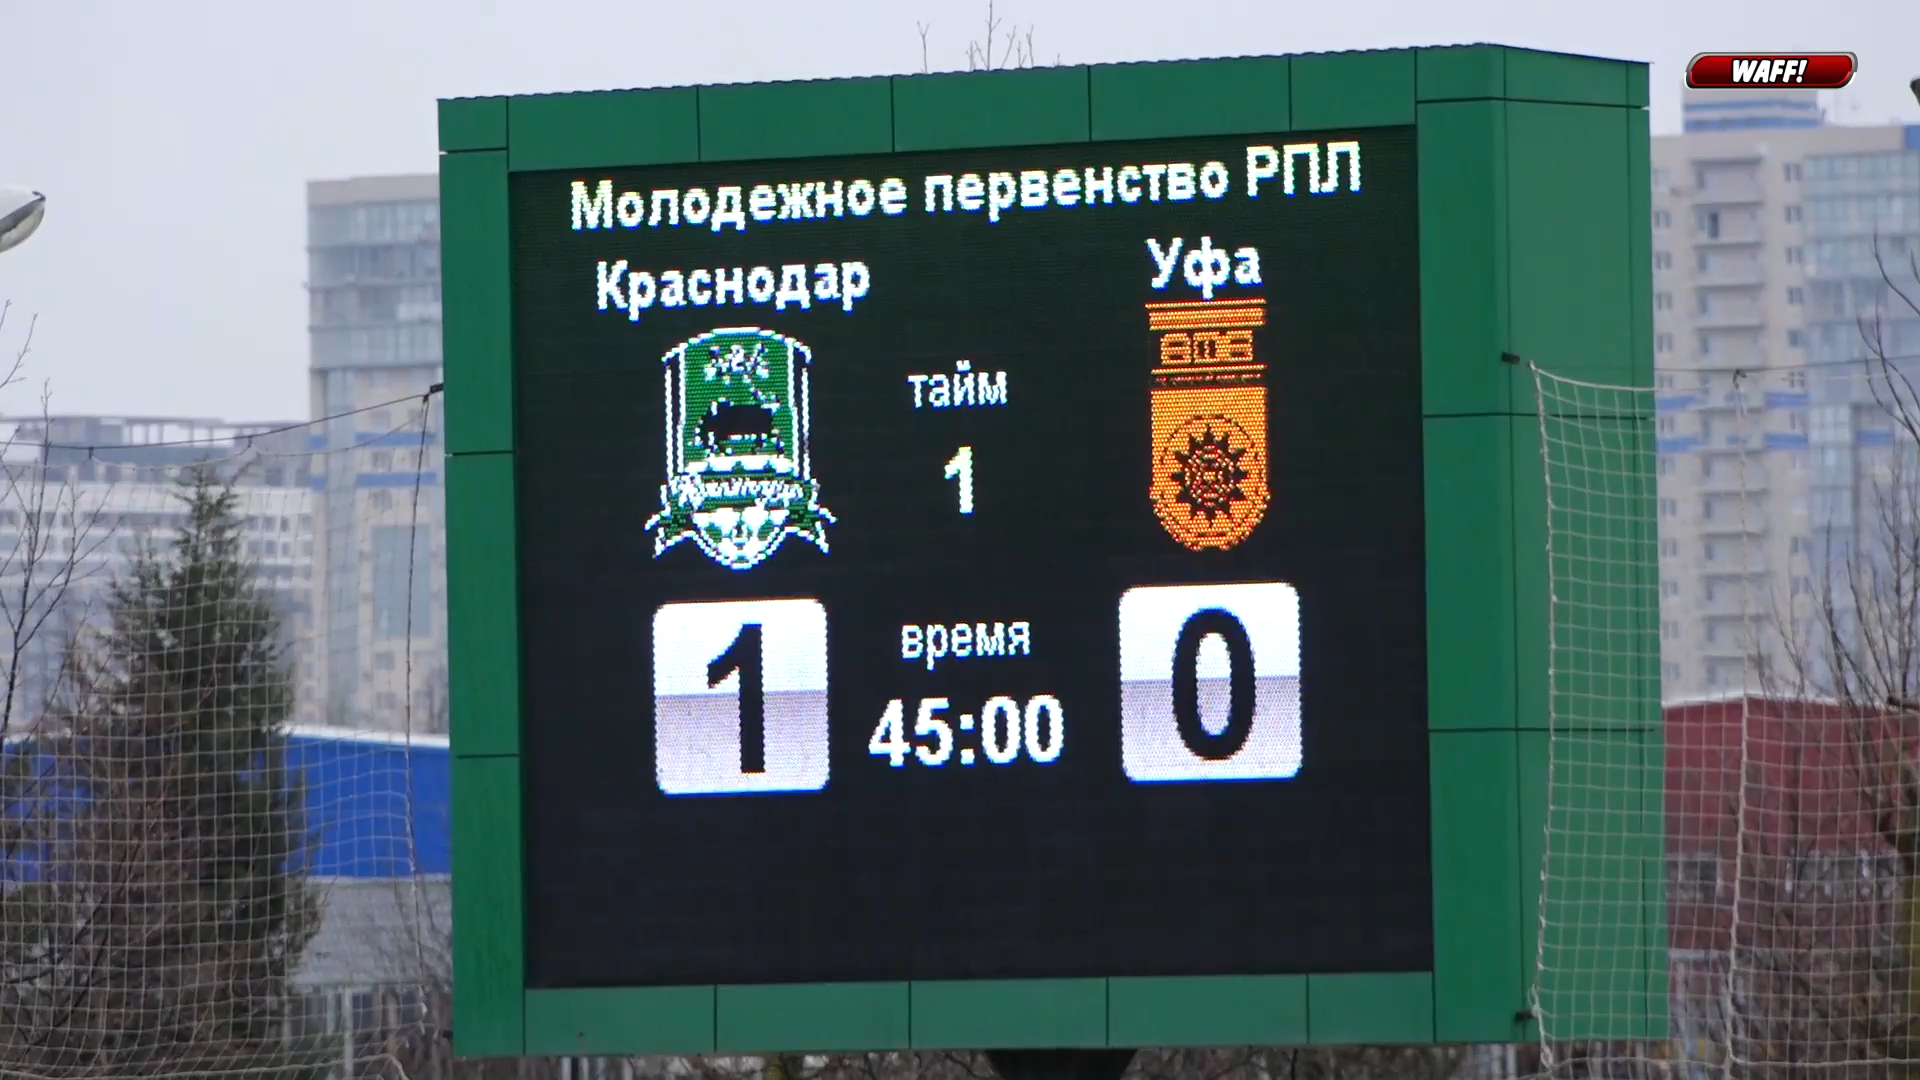 WAFF!
Молодежное первенство РПЛ
Краснодар
Уфа
тайм
1
время
1
45:00
0